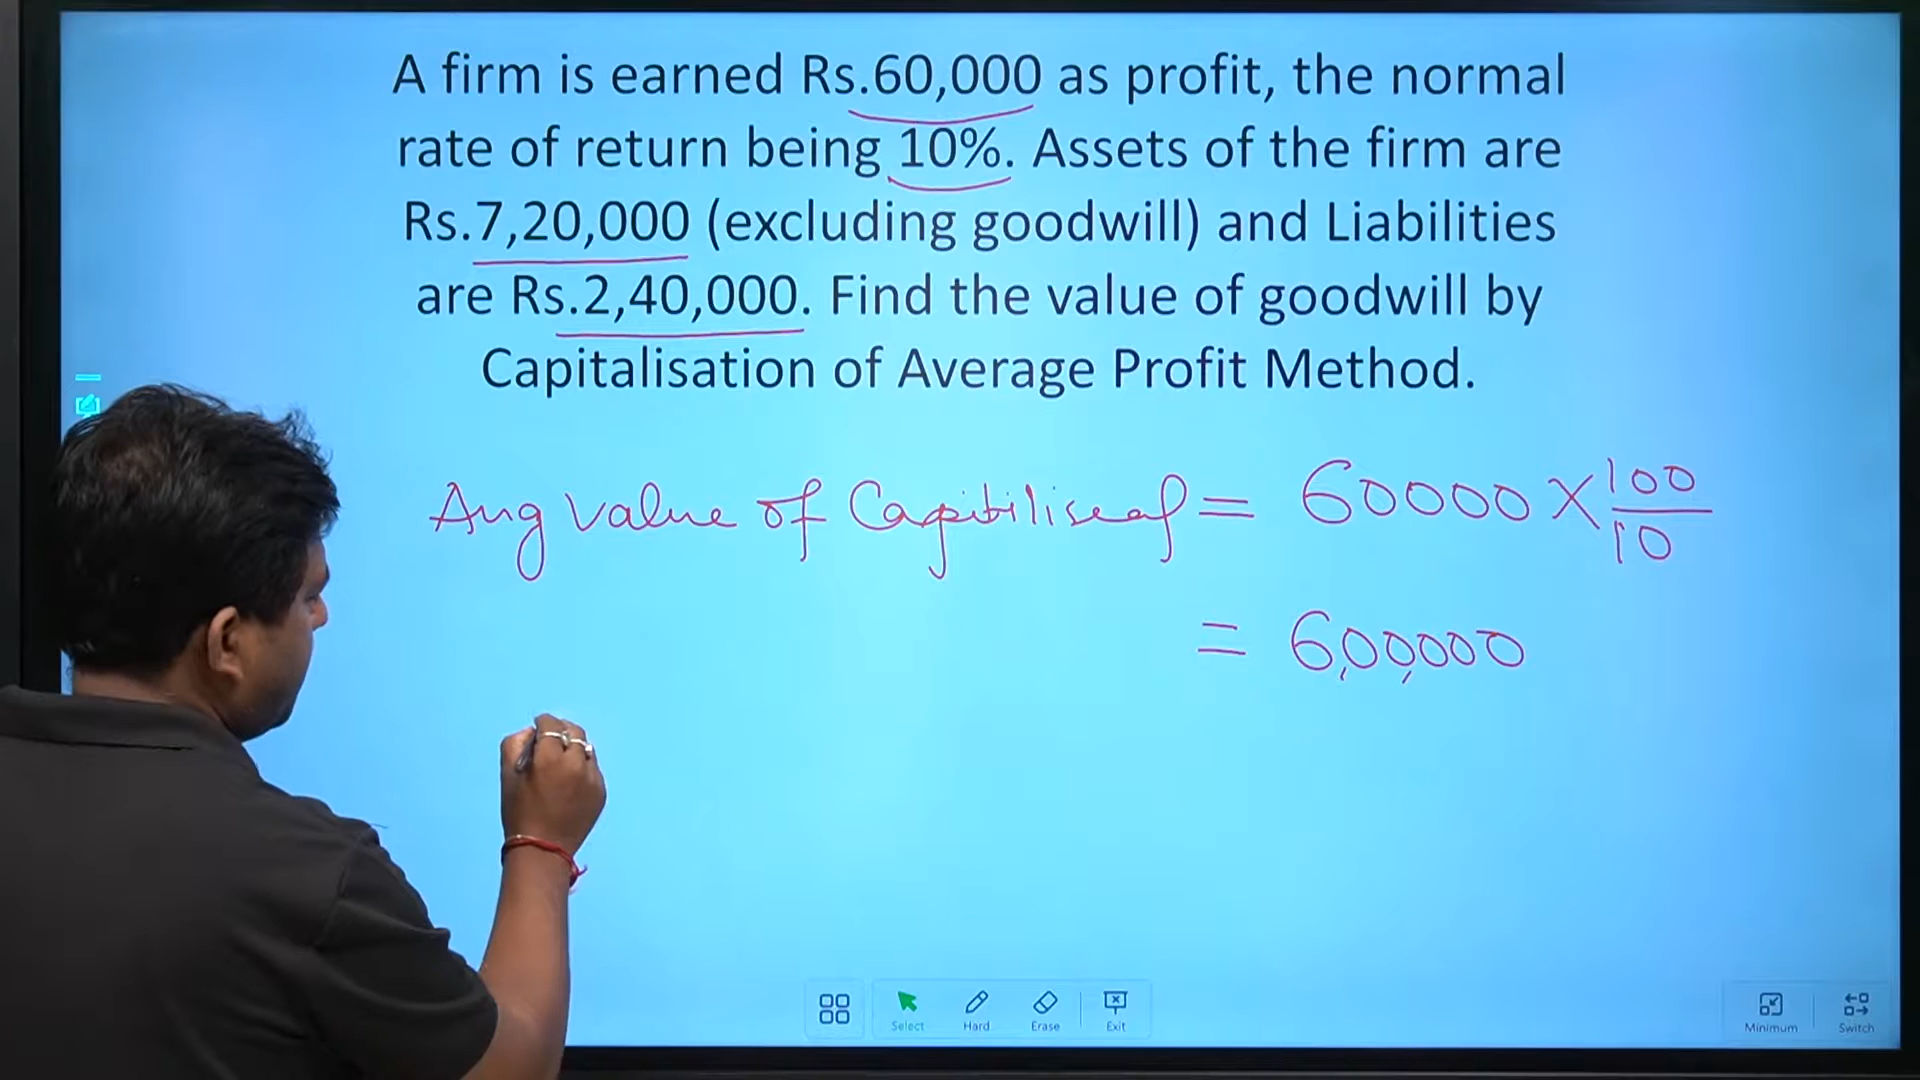 A firm is earned Rs.60,000 as profit, the normal
rate of return being 10%. Assets of the firm are
Rs.7,20,000 (excluding goodwill) and Liabilities
are Rs.2,40,000. Find the value of goodwill by
Capitalisation of Average Profit Method.
Avg value of Capitilised = 60000 × 100/10
= 6,00,000
Select
Hard
Erase
Exit
Minimum
Switch